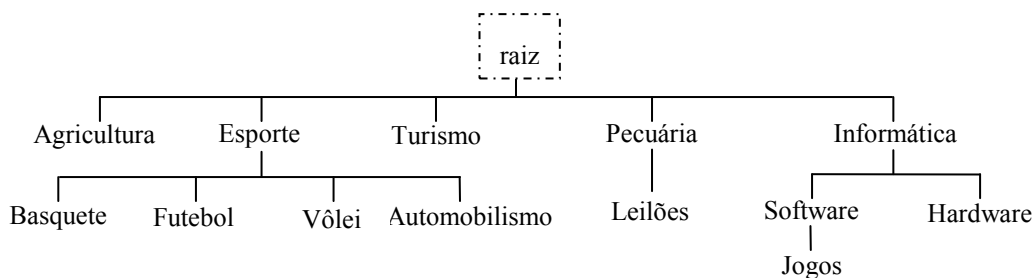 raiz
Agricultura Esporte Turismo Pecuária Informática
Basquete Futebol Vôlei Automobilismo Leilões Software Hardware
Jogos